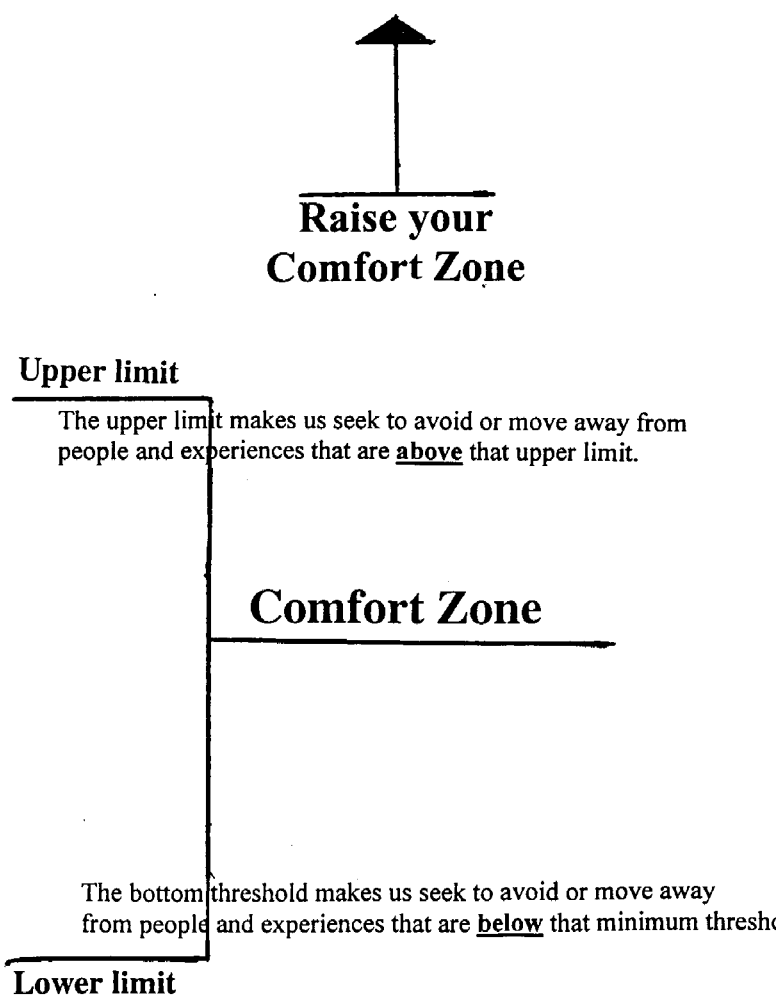 Raise your
Comfort Zone
Upper limit
The upper limit makes us seek to avoid or move away from
people and experiences that are above that upper limit.
Comfort Zone
The bottom threshold makes us seek to avoid or move away
from people and experiences that are below that minimum thresho
Lower limit